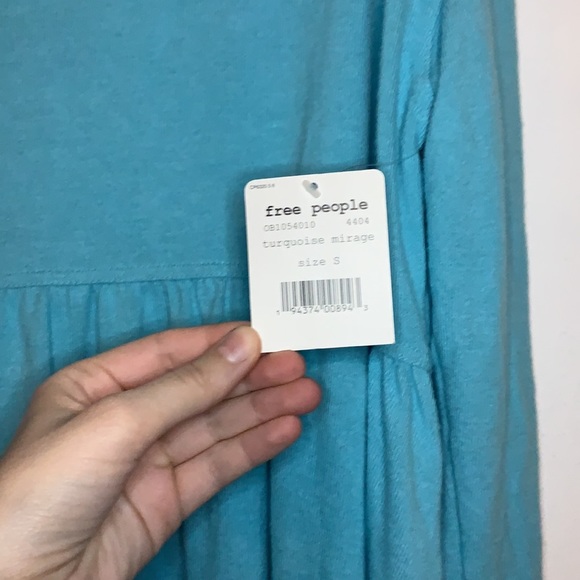 free people
OB1054010 4404
turquoise mirage
size S
1 94374 00894 3